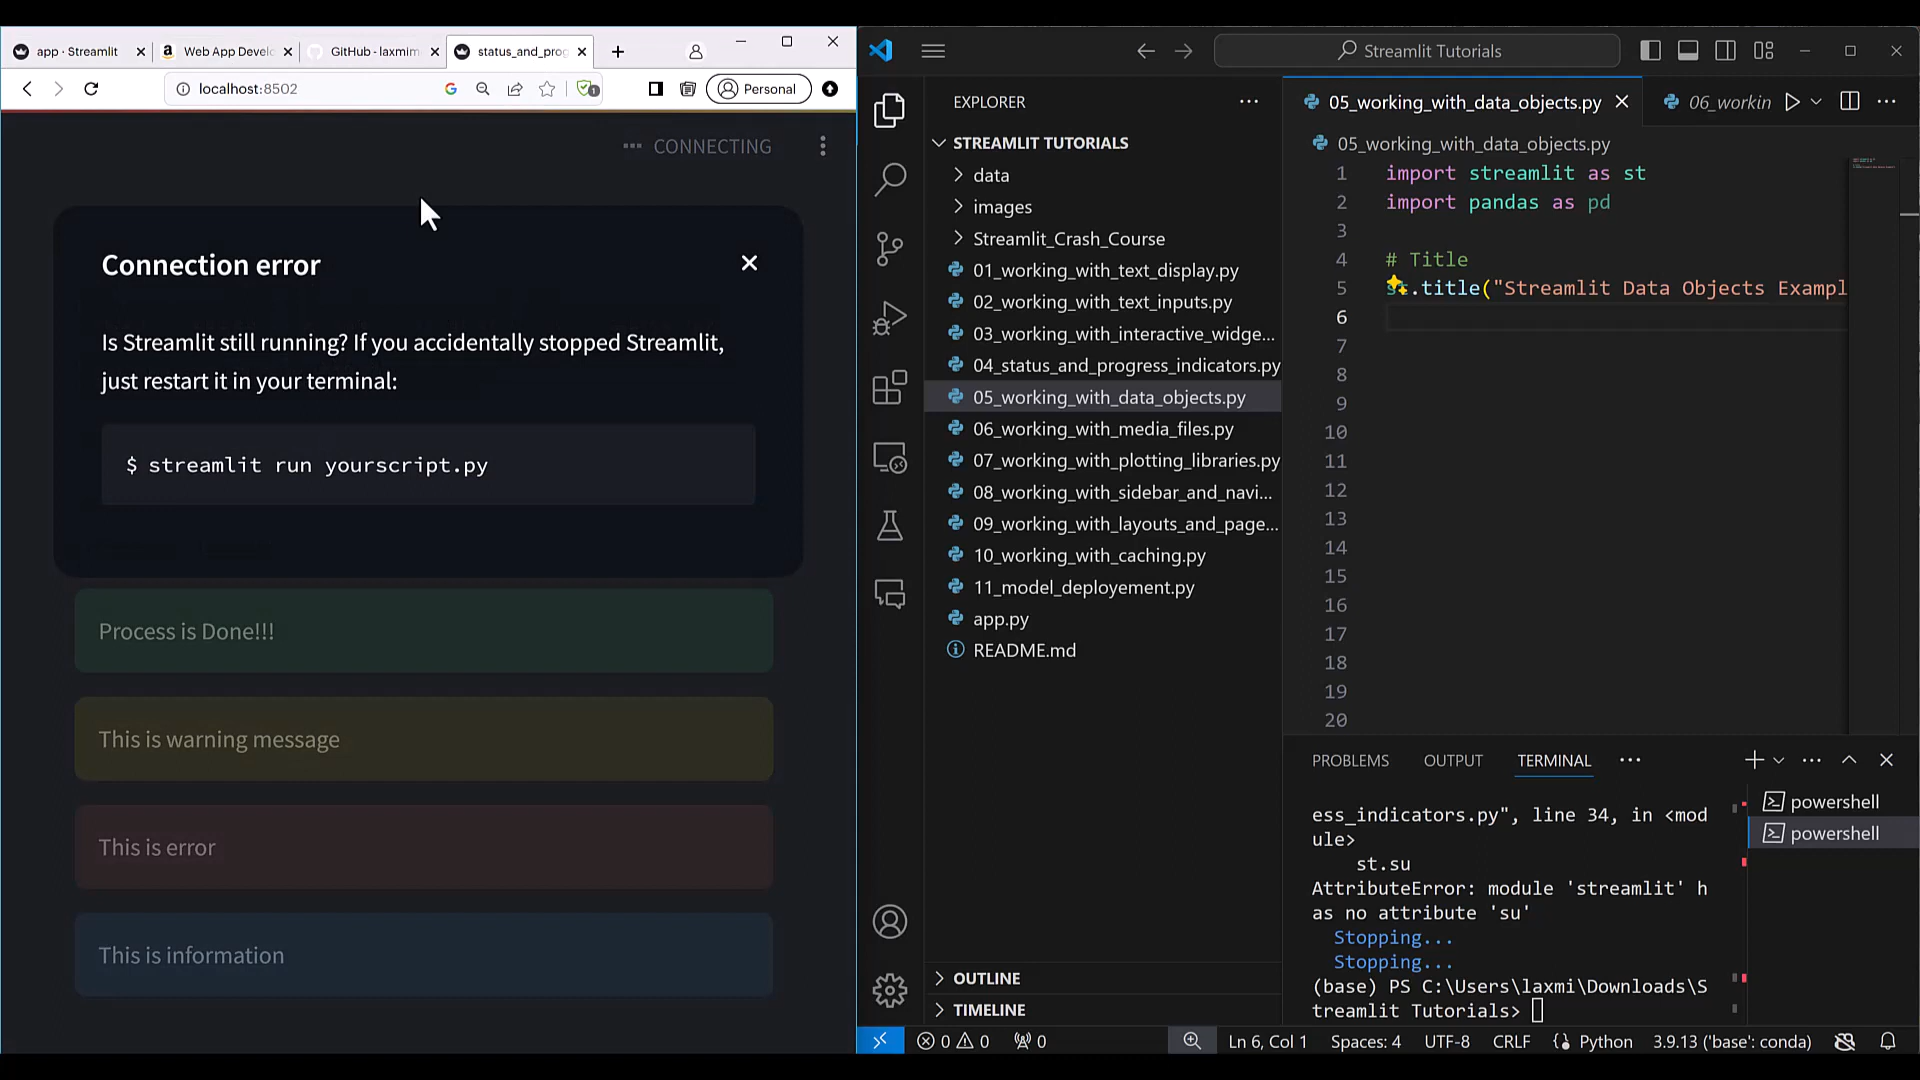 app · Streamlit
Web App Develo
GitHub - laxmim
status_and_prog
localhost:8502
Personal
CONNECTING
Connection error
Is Streamlit still running? If you accidentally stopped Streamlit,
just restart it in your terminal:
$ streamlit run yourscript.py
Process is Done!!!
This is warning message
This is error
This is information
Streamlit Tutorials
EXPLORER
STREAMLIT TUTORIALS
data
images
Streamlit_Crash_Course
01_working_with_text_display.py
02_working_with_text_inputs.py
03_working_with_interactive_widge...
04_status_and_progress_indicators.py
05_working_with_data_objects.py
06_working_with_media_files.py
07_working_with_plotting_libraries.py
08_working_with_sidebar_and_navi...
09_working_with_layouts_and_page...
10_working_with_caching.py
11_model_deployement.py
app.py
README.md
OUTLINE
TIMELINE
05_working_with_data_objects.py
06_workin
05_working_with_data_objects.py
1 import streamlit as st
2 import pandas as pd
3
4 # Title
5 st.title("Streamlit Data Objects Exampl
6
7
8
9
10
11
12
13
14
15
16
17
18
19
20
PROBLEMS OUTPUT TERMINAL
ess_indicators.py", line 34, in <mod
ule>
st.su
AttributeError: module 'streamlit' h
as no attribute 'su'
Stopping...
Stopping...
(base) PS C:\Users\laxmi\Downloads\S
treamlit Tutorials>
powershell
powershell
0 0 0 Ln 6, Col 1 Spaces: 4 UTF-8 CRLF Python 3.9.13 ('base': conda)